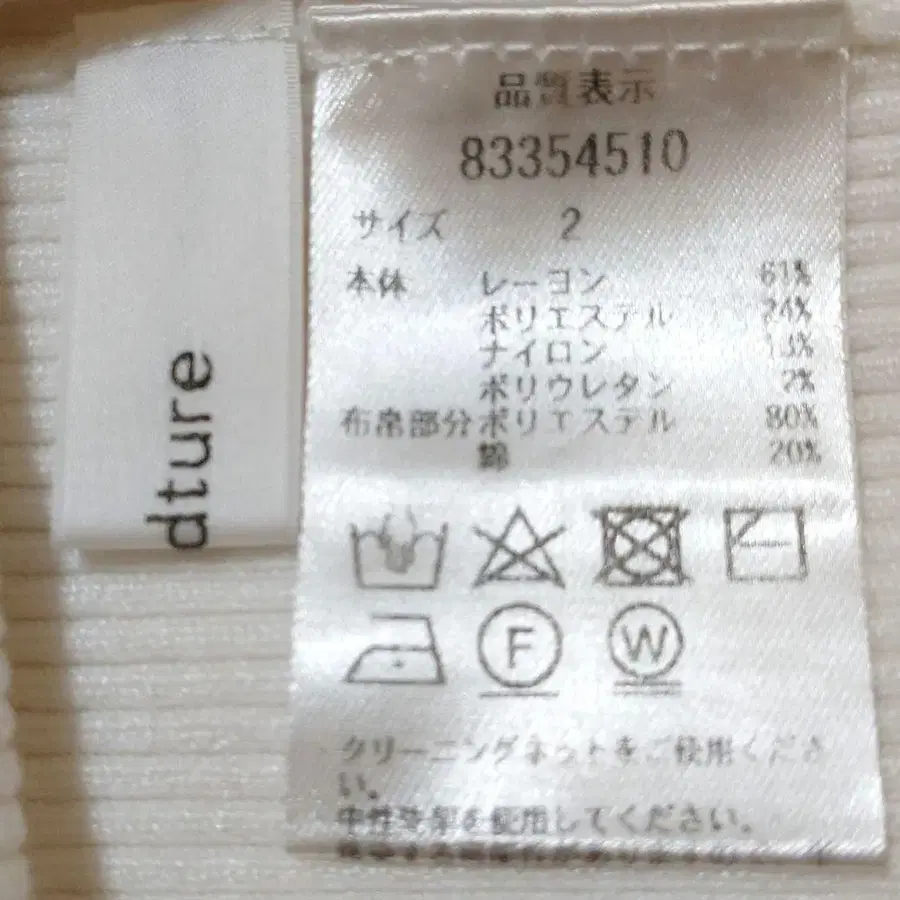 dture
品質表示
83354510
サイズ 2
本体 レーヨン 61%
ポリエステル 24%
ナイロン 13%
ポリウレタン 2%
布帛部分 ポリエステル 80%
綿 20%
F W
クリーニングネットをご使用くださ
い。
中性洗剤を使用してください。